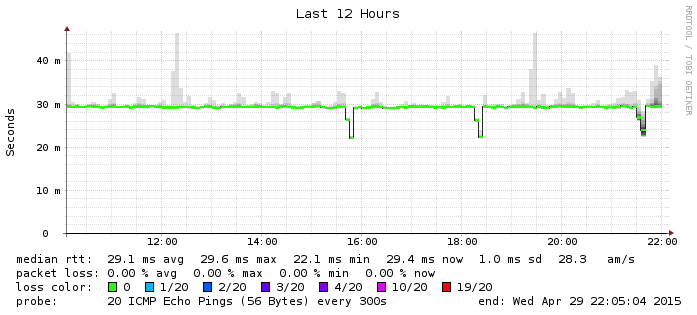 Last 12 Hours
RRDTOOL / TOBI OETIKER
Seconds
40 m
30 m
20 m
10 m
0
12:00 14:00 16:00 18:00 20:00 22:00
median rtt: 29.1 ms avg 29.6 ms max 22.1 ms min 29.4 ms now 1.0 ms sd 28.3 am/s
packet loss: 0.00 % avg 0.00 % max 0.00 % min 0.00 % now
loss color: 0 1/20 2/20 3/20 4/20 10/20 19/20
probe: 20 ICMP Echo Pings (56 Bytes) every 300s end: Wed Apr 29 22:05:04 2015